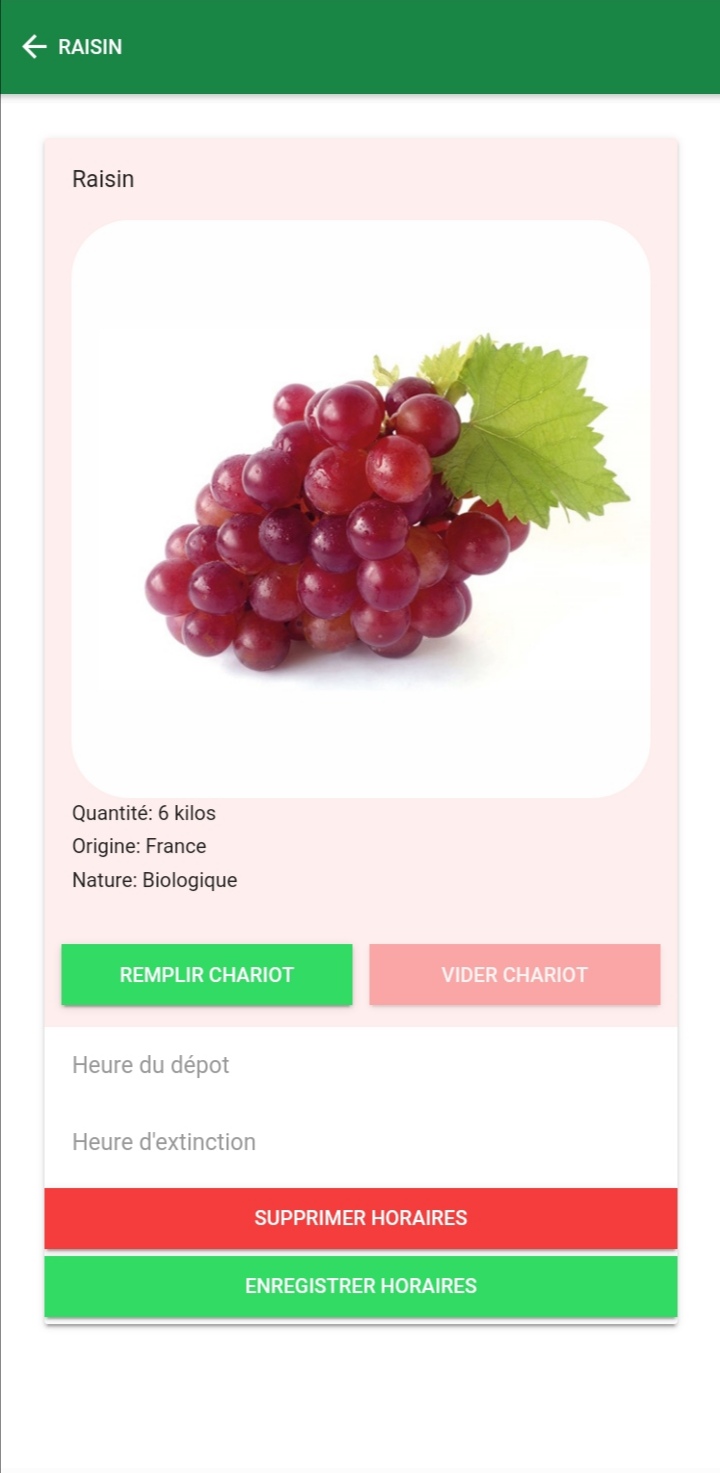 RAISIN
Raisin
Quantité: 6 kilos
Origine: France
Nature: Biologique
REMPLIR CHARIOT
VIDER CHARIOT
Heure du dépot
Heure d'extinction
SUPPRIMER HORAIRES
ENREGISTRER HORAIRES